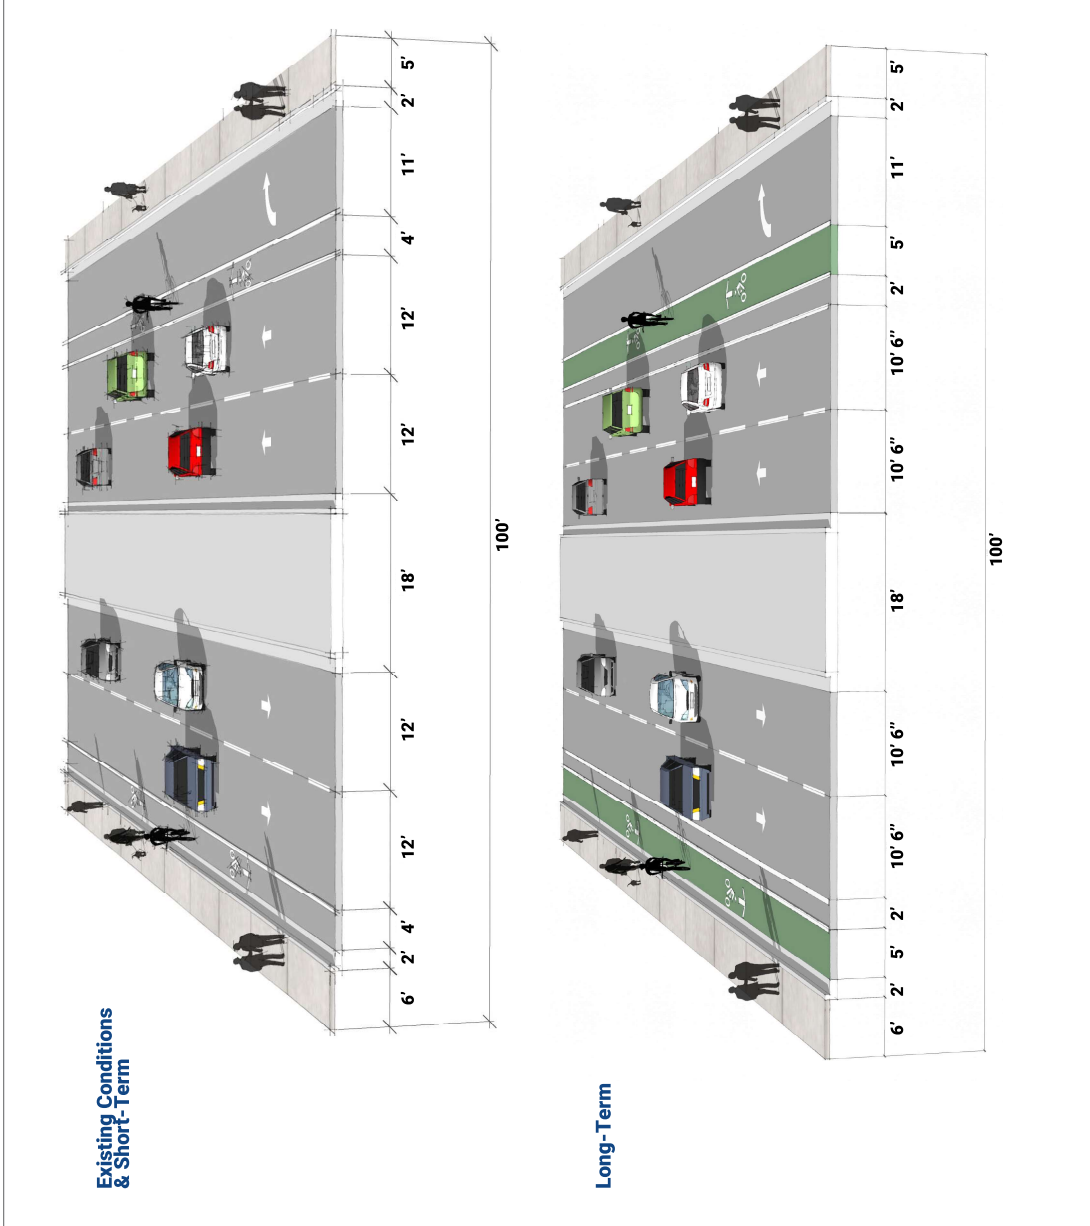 Existing Conditions
& Short-Term
6’ 2’ 4’ 12’ 12’ 18’ 12’ 12’ 4’ 11’ 2’ 5’
100’
Long-Term
6’ 2’ 5’ 2’ 10’ 6” 10’ 6” 18’ 10’ 6” 10’ 6” 2’ 5’ 11’ 2’ 5’
100’